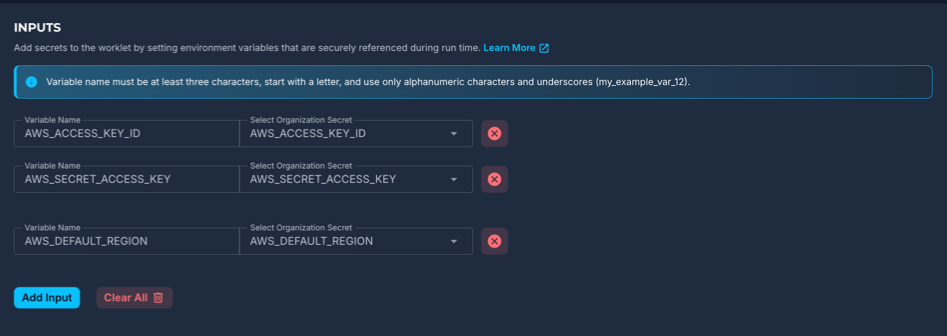 INPUTS
Add secrets to the worklet by setting environment variables that are securely referenced during run time. Learn More
Variable name must be at least three characters, start with a letter, and use only alphanumeric characters and underscores (my_example_var_12).
Variable Name Select Organization Secret
AWS_ACCESS_KEY_ID AWS_ACCESS_KEY_ID
Variable Name Select Organization Secret
AWS_SECRET_ACCESS_KEY AWS_SECRET_ACCESS_KEY
Variable Name Select Organization Secret
AWS_DEFAULT_REGION AWS_DEFAULT_REGION
Add Input Clear All